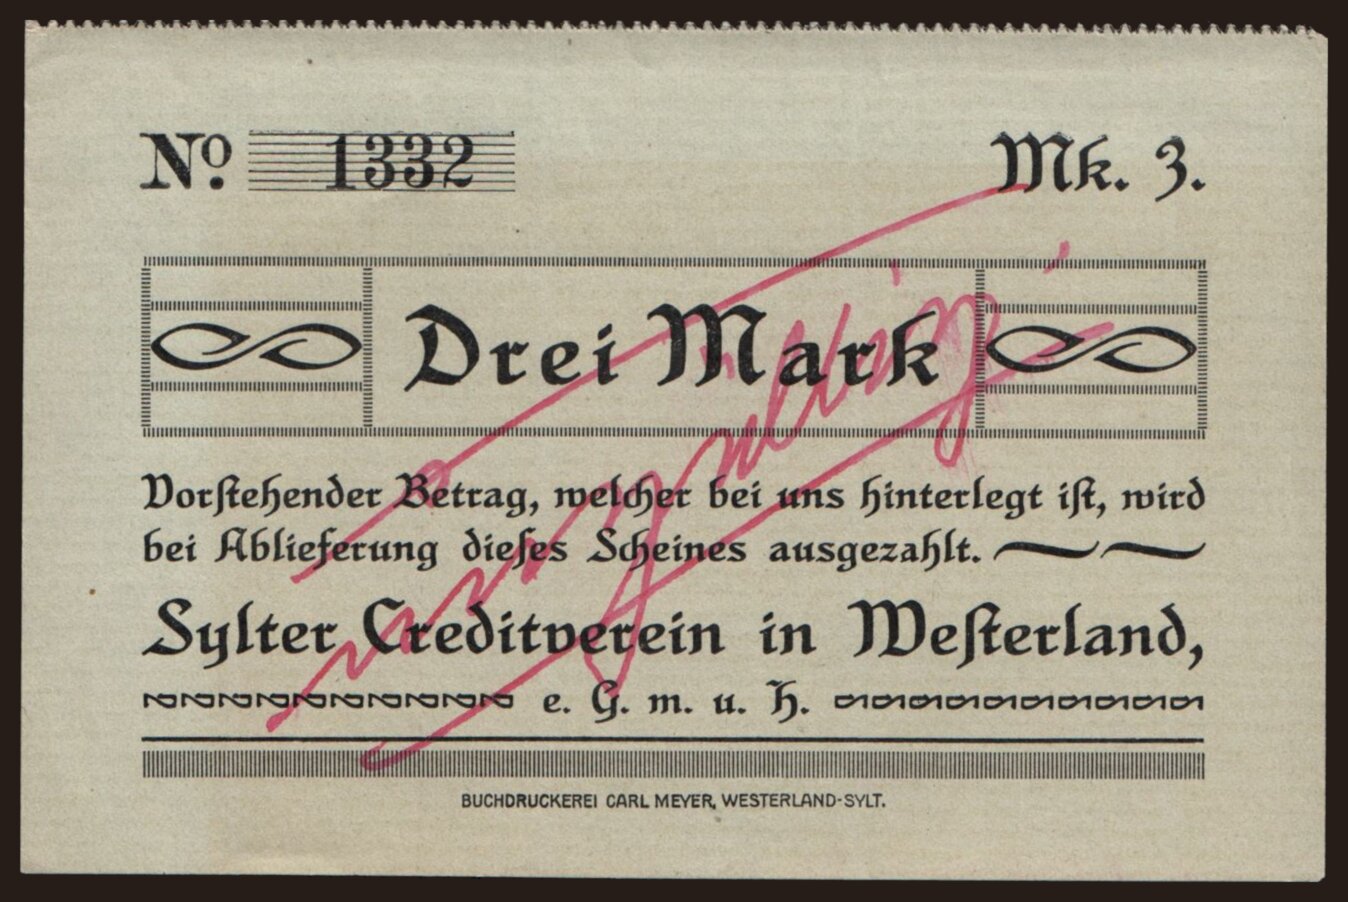 No. 1332
Mk. 3.
Drei Mark
Vorstehender Betrag, welcher bei uns hinterlegt ist, wird
bei Ablieferung dieses Scheines ausgezahlt.
Sylter Creditverein in Westerland,
e. G. m. u. H.
BUCHDRUCKEREI CARL MEYER, WESTERLAND-SYLT.
ungültig